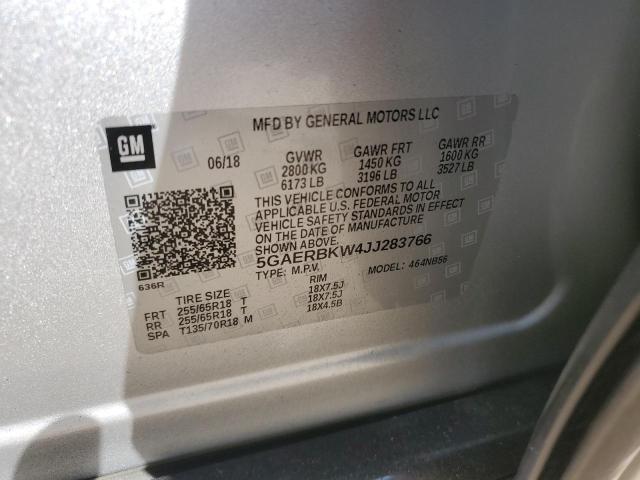 MFD BY GENERAL MOTORS LLC
GM
06/18 GVWR GAWR FRT GAWR RR
2800 KG 1450 KG 1600 KG
6173 LB 3196 LB 3527 LB
THIS VEHICLE CONFORMS TO ALL
APPLICABLE U.S. FEDERAL MOTOR
VEHICLE SAFETY STANDARDS IN EFFECT
ON THE DATE OF MANUFACTURE
SHOWN ABOVE.
5GAERBKW4JJ283766
636R TYPE: M.P.V. MODEL: 464NB56
TIRE SIZE RIM
FRT 255/65R18 T 18X7.5J
RR 255/65R18 T 18X7.5J
SPA T135/70R18 M 18X4.5B